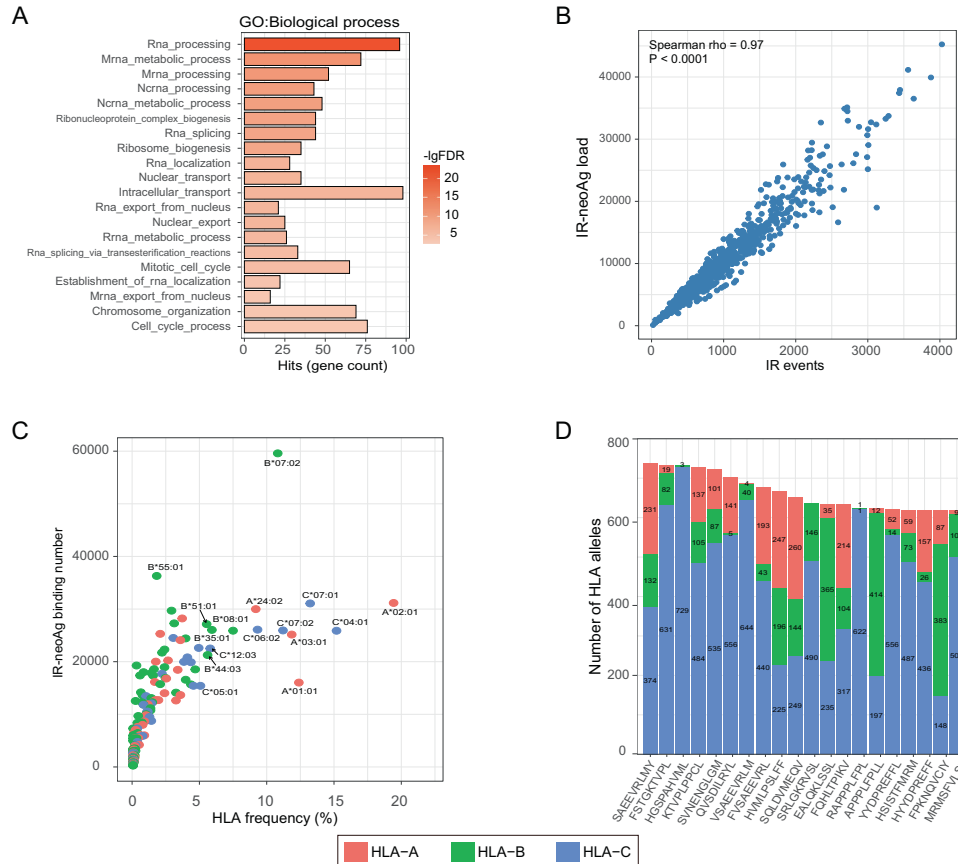 A
GO:Biological process
Rna_processing
Mrna_metabolic_process
Mrna_processing
Ncrna_processing
Ncrna_metabolic_process
Ribonucleoprotein_complex_biogenesis
Rna_splicing
Ribosome_biogenesis
Rna_localization
Nuclear_transport
Intracellular_transport
Rna_export_from_nucleus
Nuclear_export
Rrna_metabolic_process
Rna_splicing_via_transesterification_reactions
Mitotic_cell_cycle
Establishment_of_rna_localization
Mrna_export_from_nucleus
Chromosome_organization
Cell_cycle_process
0 25 50 75 100
Hits (gene count)
-lgFDR
20
15
10
5
B
Spearman rho = 0.97
P < 0.0001
IR-neoAg load
40000
30000
20000
10000
0
0 1000 2000 3000 4000
IR events
C
IR-neoAg binding number
60000
40000
20000
0
B*07:02
B*55:01
B*51:01
A*24:02
C*07:01
A*02:01
B*08:01
B*35:01
C*06:02
C*07:02
C*04:01
C*12:03
A*03:01
B*44:03
C*05:01
A*01:01
0 5 10 15 20
HLA frequency (%)
D
Number of HLA alleles
800
600
400
200
0
231 132 374
19 82 631
3 729
137 105 484
101 87 535
141 5 556
4 40 644
193 43 440
247 196 225
260 144 249
146 490
35 365 235
214 104 317
1 1 622
12 414 197
52 14 556
59 73 487
157 26 436
87 383 148
SAEEVRLMY
FSTGKTVPL
HGSPAHVML
KTVPLPPCL
SVNENGLGM
QVSDILRYL
VSAEEVRLM
FVSAEEVRL
HVMLPSLFF
SQLDVMEQV
SRLGKRVSL
EALQKLSSL
FQHLTPIKV
RAPPPLFPL
APPPLFPLL
YYDPREFFL
HSISTFMRM
HYYDPREFF
FPKNQVCIY
HLA-A
HLA-B
HLA-C